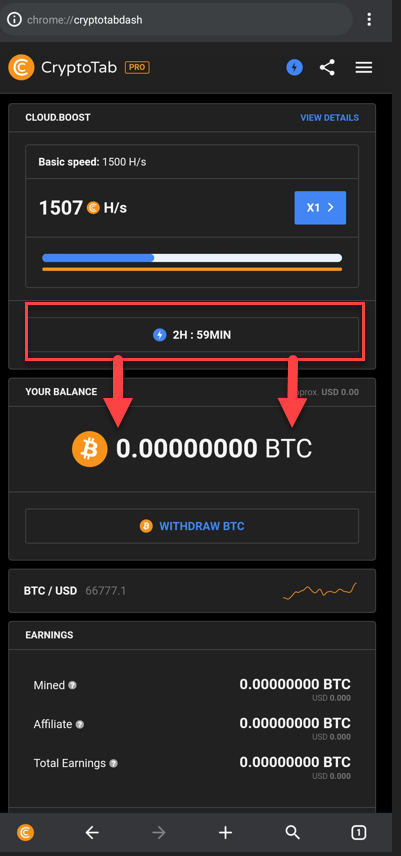 chrome://cryptotabdash
CryptoTab PRO
CLOUD.BOOST VIEW DETAILS
Basic speed: 1500 H/s
1507 H/s X1
2H : 59MIN
YOUR BALANCE USD 0.00
0.00000000 BTC
WITHDRAW BTC
BTC / USD 66777.1
EARNINGS
Mined ? 0.00000000 BTC
USD 0.000
Affiliate ? 0.00000000 BTC
USD 0.000
Total Earnings ? 0.00000000 BTC
USD 0.000
1